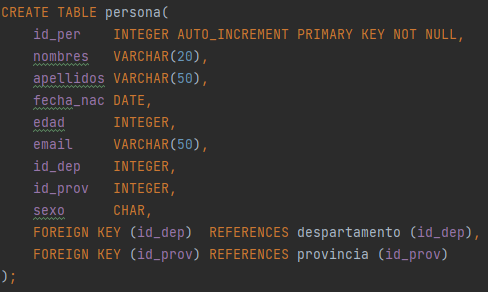 CREATE TABLE persona(
    id_per    INTEGER AUTO_INCREMENT PRIMARY KEY NOT NULL,
    nombres   VARCHAR(20),
    apellidos VARCHAR(50),
    fecha_nac DATE,
    edad      INTEGER,
    email     VARCHAR(50),
    id_dep    INTEGER,
    id_prov   INTEGER,
    sexo      CHAR,
    FOREIGN KEY (id_dep)  REFERENCES despartamento (id_dep),
    FOREIGN KEY (id_prov) REFERENCES provincia (id_prov)
);